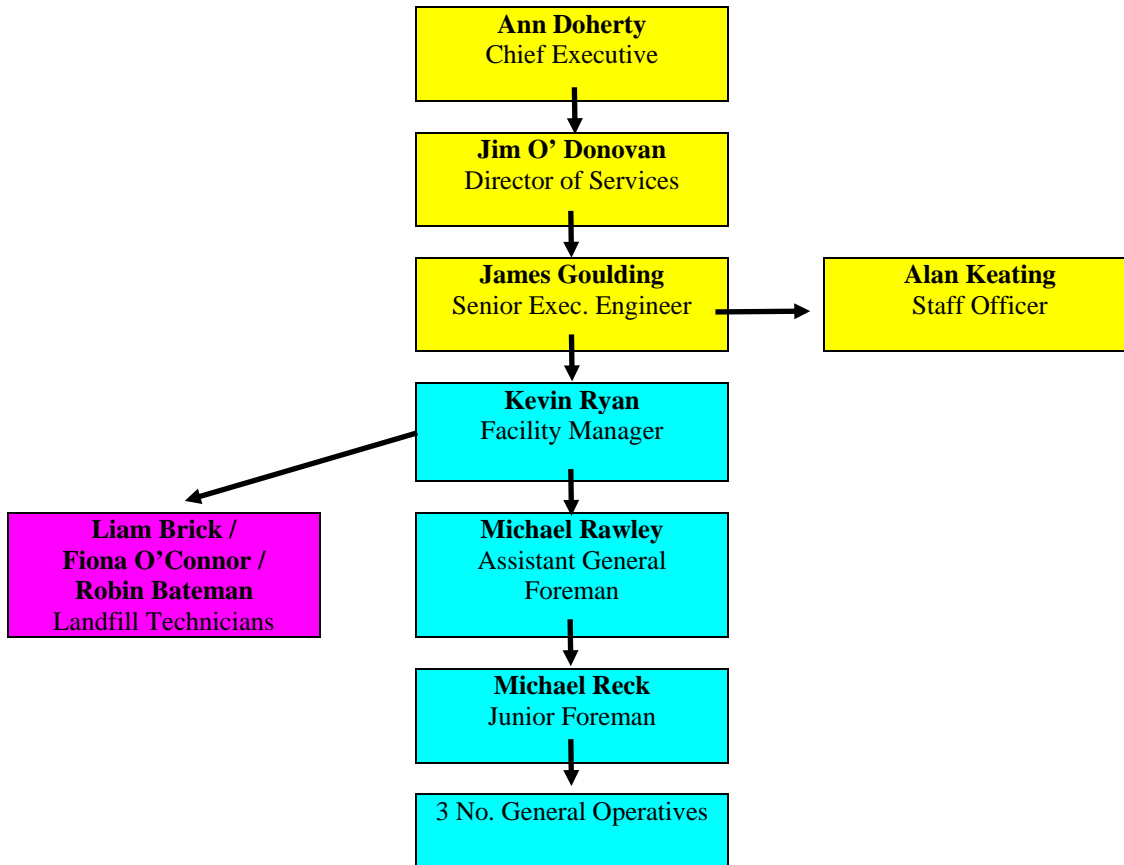 Ann Doherty
Chief Executive
Jim O’ Donovan
Director of Services
James Goulding
Senior Exec. Engineer
Alan Keating
Staff Officer
Kevin Ryan
Facility Manager
Liam Brick /
Fiona O’Connor /
Robin Bateman
Landfill Technicians
Michael Rawley
Assistant General
Foreman
Michael Reck
Junior Foreman
3 No. General Operatives